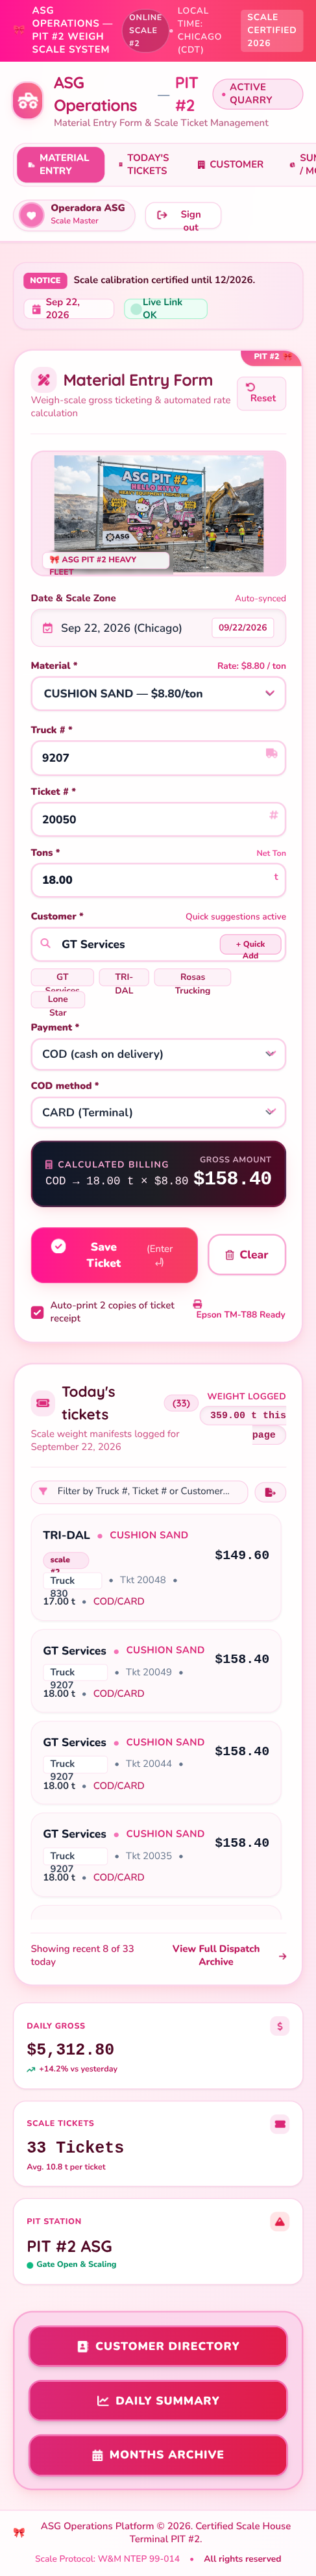 ASG OPERATIONS — PIT #2 WEIGH SCALE SYSTEM
ONLINE SCALE #2
LOCAL TIME: CHICAGO (CDT)
SCALE CERTIFIED 2026
ASG Operations — PIT #2
ACTIVE QUARRY
Material Entry Form & Scale Ticket Management
MATERIAL ENTRY
TODAY'S TICKETS
CUSTOMER
Operadora ASG
Scale Master
Sign out
NOTICE Scale calibration certified until 12/2026.
Sep 22, 2026
Live Link OK
PIT #2
Material Entry Form
Weigh-scale gross ticketing & material rate calculation
Reset
ASG PIT #2
HELLO KITTY
ASG
ASG PIT #2 HEAVY FLEET
Date & Scale Zone
Auto-synced
Sep 22, 2026 (Chicago)
09/22/2026
Material *
Rate: $8.80 / ton
CUSHION SAND — $8.80/ton
Truck # *
9207
Ticket # *
20050
#
Tons *
Net Ton
18.00
t
Customer *
Quick suggestions active
GT Services
+ Quick Add
GT Services
TRI-DAL
Rosas Trucking
Lone Star
Payment *
COD (cash on delivery)
COD method *
CARD (Terminal)
CALCULATED BILLING
COD → 18.00 t × $8.80
GROSS AMOUNT
$158.40
Save Ticket (Enter ↵)
Clear
Auto-print 2 copies of ticket receipt
Epson TM-T88 Ready
Today's tickets
(33)
WEIGHT LOGGED
359.00 t this page
Scale weight manifests logged for September 22, 2026
Filter by Truck #, Ticket # or Customer...
TRI-DAL • CUSHION SAND
scale #2
$149.60
Truck 830 • Tkt 20048 •
17.00 t • COD/CARD
GT Services • CUSHION SAND
$158.40
Truck 9207 • Tkt 20049 •
18.00 t • COD/CARD
GT Services • CUSHION SAND
$158.40
Truck 9207 • Tkt 20044 •
18.00 t • COD/CARD
GT Services • CUSHION SAND
$158.40
Truck 9207 • Tkt 20035 •
18.00 t • COD/CARD
Showing recent 8 of 33 today
View Full Dispatch Archive →
DAILY GROSS
$
$5,312.80
+14.2% vs yesterday
SCALE TICKETS
33 Tickets
Avg. 10.8 t per ticket
PIT STATION
PIT #2 ASG
Gate Open & Scaling
CUSTOMER DIRECTORY
DAILY SUMMARY
MONTHS ARCHIVE
ASG Operations Platform © 2026. Certified Scale House Terminal PIT #2.
Scale Protocol: W&M NTEP 99-014 • All rights reserved